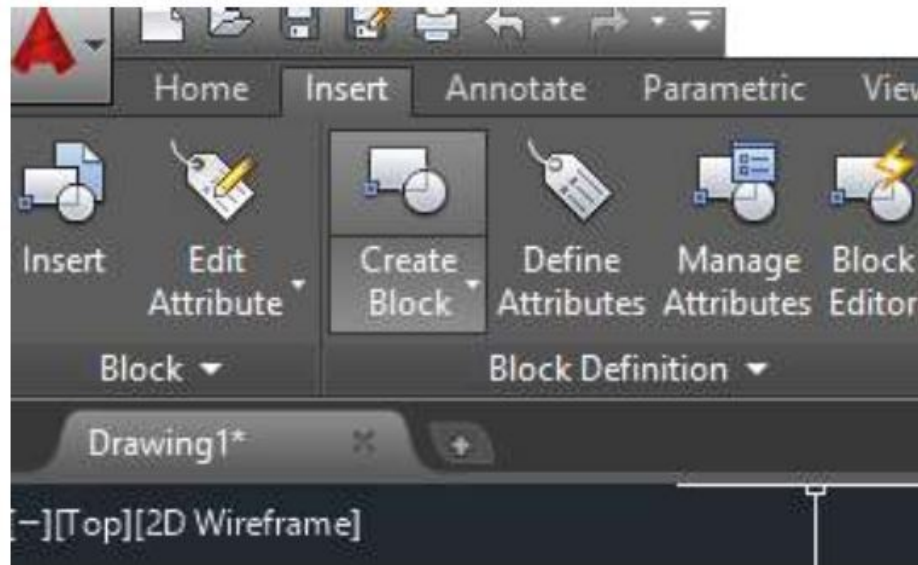 Home Insert Annotate Parametric View
Insert Edit Attribute Create Block Define Attributes Manage Attributes Block Editor
Block Block Definition
Drawing1*
[−][Top][2D Wireframe]